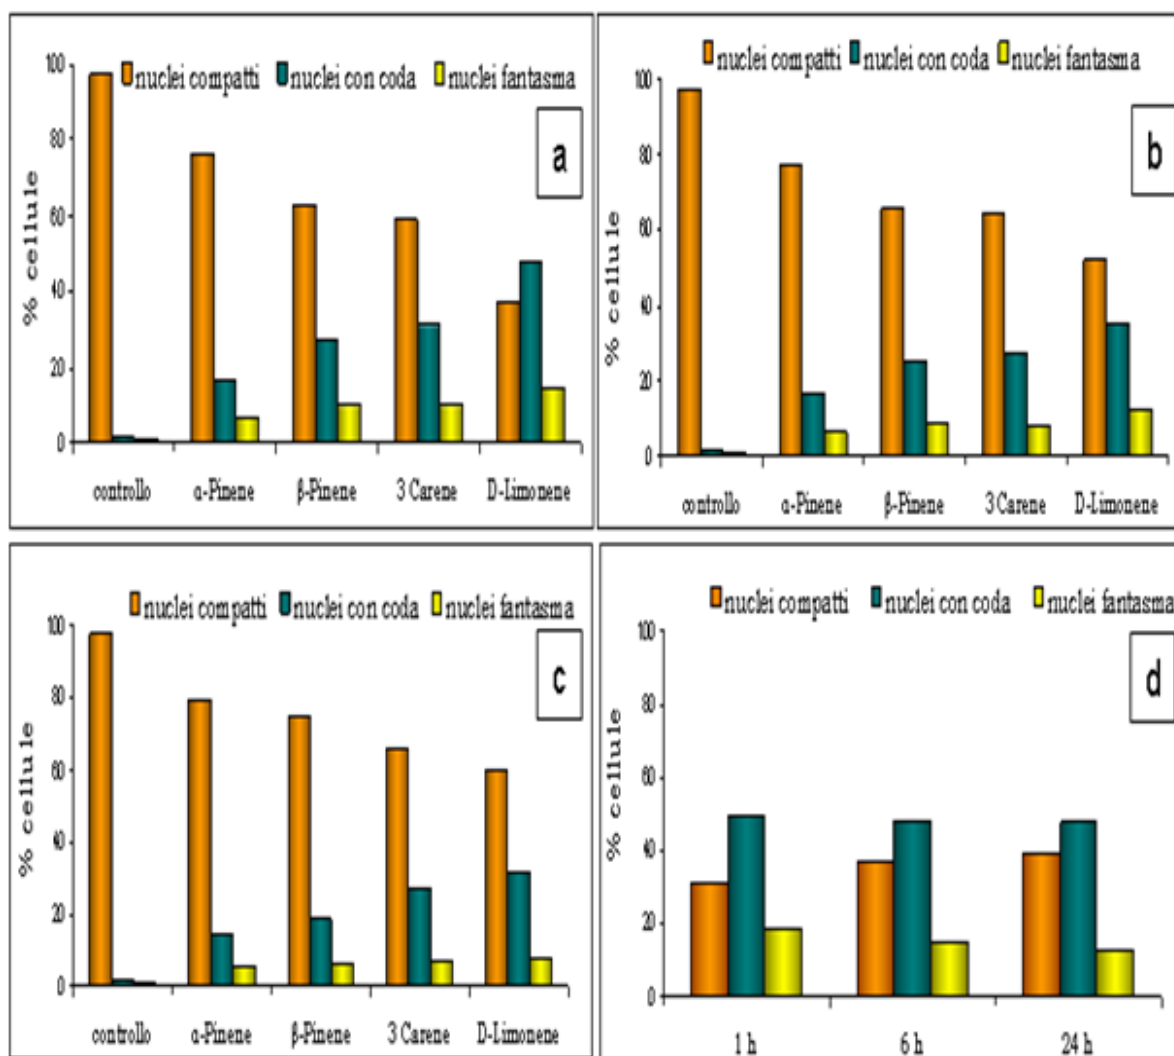 nuclei compatti nuclei con coda nuclei fantasma
a
% cellule
100
80
60
40
20
0
controllo α-Pinene β-Pinene 3 Carene D-Limonene
nuclei compatti nuclei con coda nuclei fantasma
b
% cellule
100
80
60
40
20
0
controllo α-Pinene β-Pinene 3 Carene D-Limonene
nuclei compatti nuclei con coda nuclei fantasma
c
% cellule
100
80
60
40
20
0
controllo α-Pinene β-Pinene 3 Carene D-Limonene
nuclei compatti nuclei con coda nuclei fantasma
d
% cellule
100
80
60
40
20
0
1 h 6 h 24 h